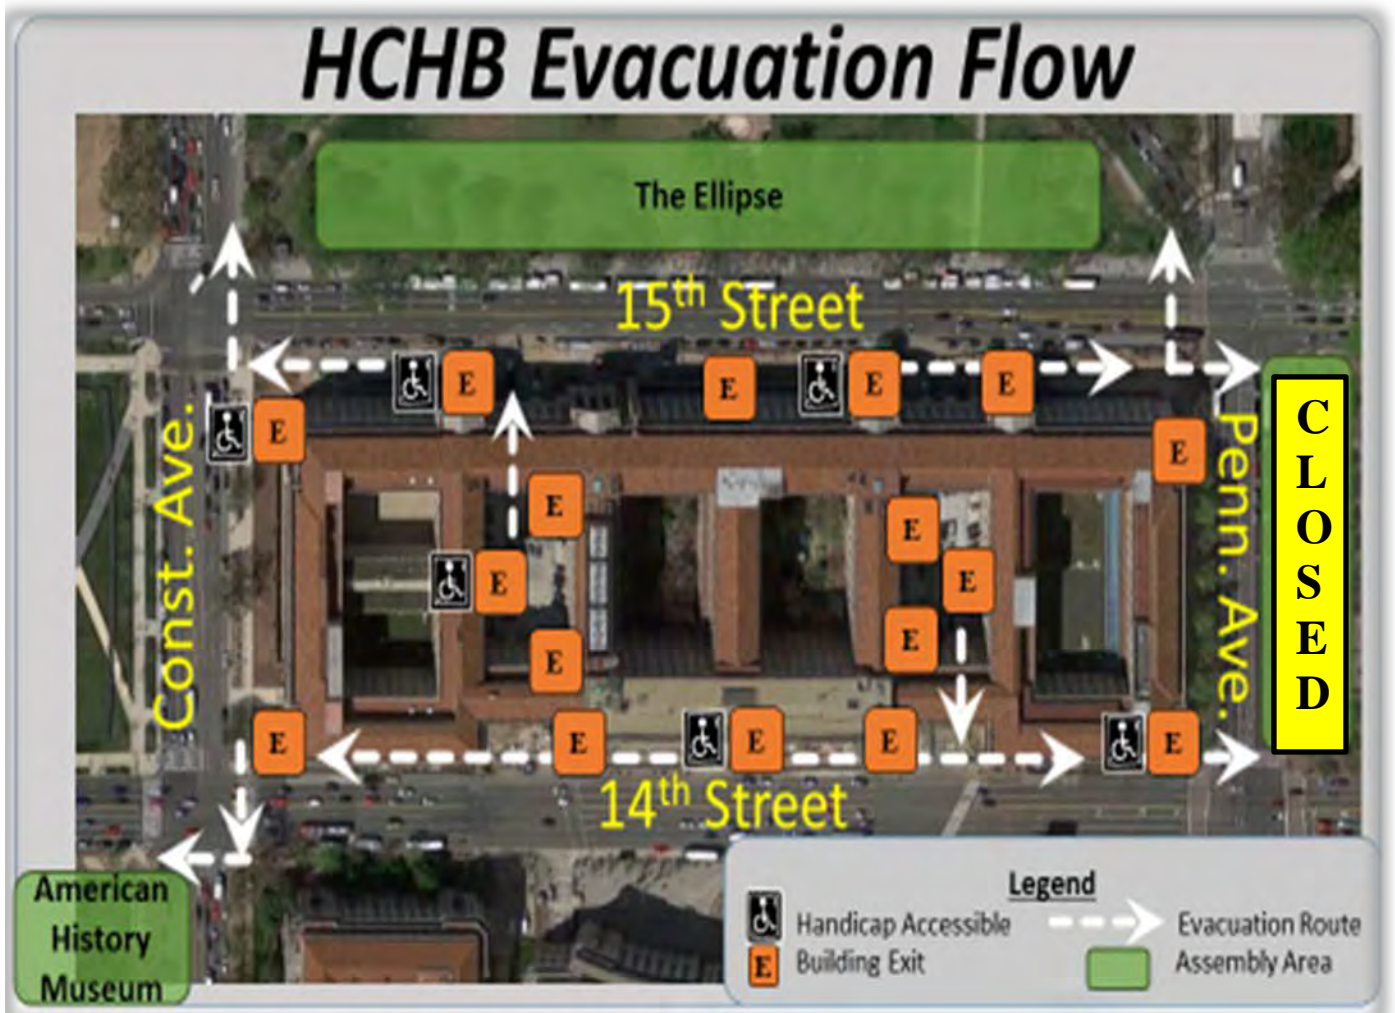 HCHB Evacuation Flow
The Ellipse
15th Street
E
E
E
E
E
E
Const. Ave.
Penn. Ave.
CLOSED
E
E
E
E
E
E
E
E
E
E
E
E
14th Street
American
History
Museum
Legend
Handicap Accessible
Evacuation Route
E
Building Exit
Assembly Area